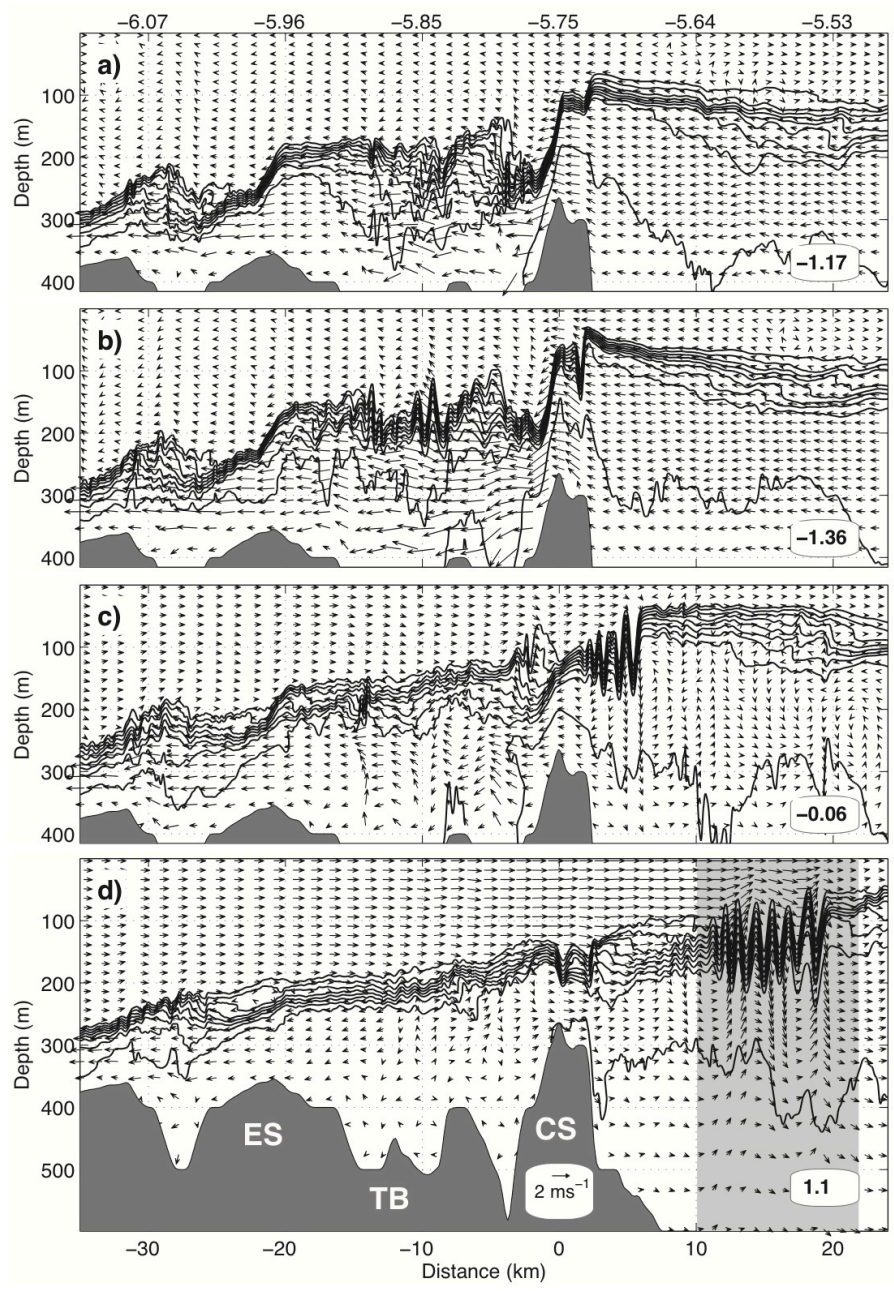 −6.07 −5.96 −5.85 −5.75 −5.64 −5.53
a)
100
200
300
400
Depth (m)
−1.17
b)
100
200
300
400
Depth (m)
−1.36
c)
100
200
300
400
Depth (m)
−0.06
d)
100
200
300
400
500
Depth (m)
ES
CS
TB
2 ms−1
1.1
−30 −20 −10 0 10 20
Distance (km)